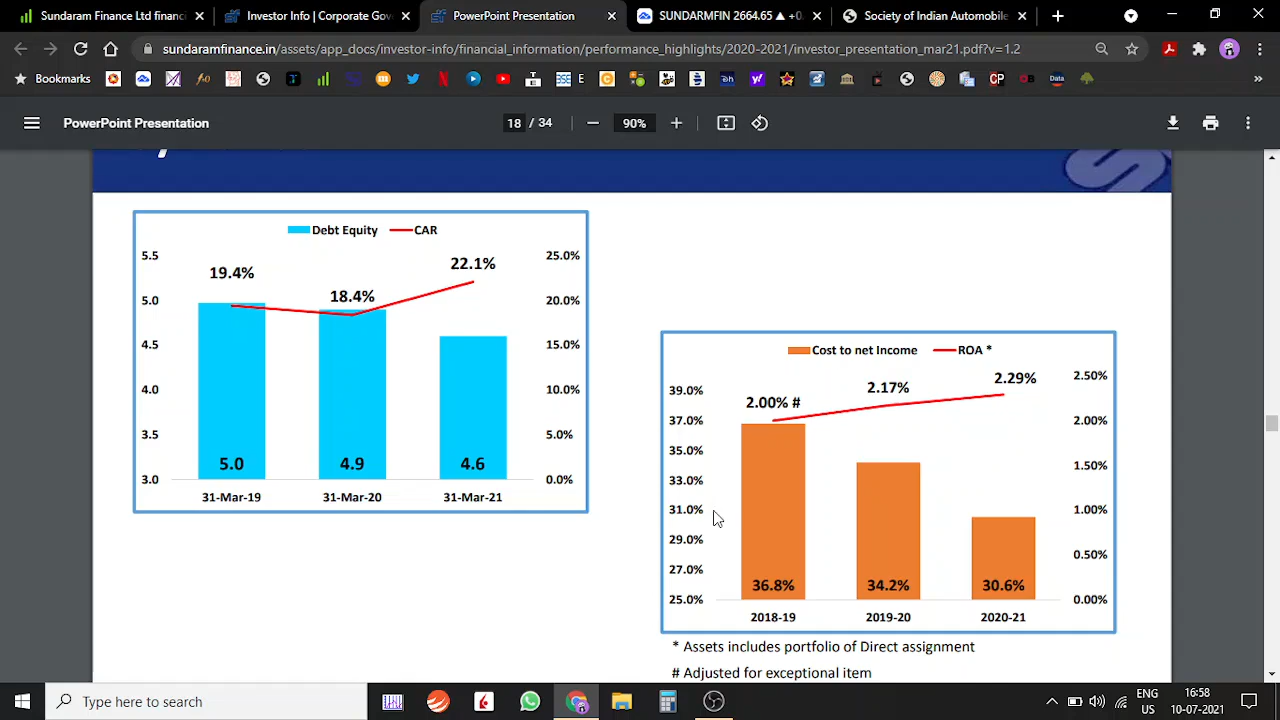 Sundaram Finance Ltd financ
Investor Info | Corporate Gov
PowerPoint Presentation
SUNDARMFIN 2664.65 ▲ +0.
Society of Indian Automobile
sundaramfinance.in/assets/app_docs/investor-info/financial_information/performance_highlights/2020-2021/investor_presentation_mar21.pdf?v=1.2
Bookmarks
E
CP
Data
»
PowerPoint Presentation
18 / 34
90%
Debt Equity CAR
5.5
5.0
4.5
4.0
3.5
3.0
19.4%
18.4%
22.1%
25.0%
20.0%
15.0%
10.0%
5.0%
0.0%
5.0
4.9
4.6
31-Mar-19
31-Mar-20
31-Mar-21
Cost to net Income ROA *
39.0%
37.0%
35.0%
33.0%
31.0%
29.0%
27.0%
25.0%
2.00% #
2.17%
2.29%
2.50%
2.00%
1.50%
1.00%
0.50%
0.00%
36.8%
34.2%
30.6%
2018-19
2019-20
2020-21
* Assets includes portfolio of Direct assignment
# Adjusted for exceptional item
Type here to search
ENG
US
16:58
10-07-2021